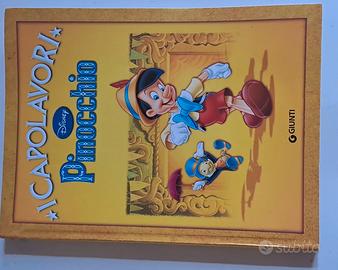 I CAPOLAVORI
Disney
Pinocchio
GIUNTI
subito